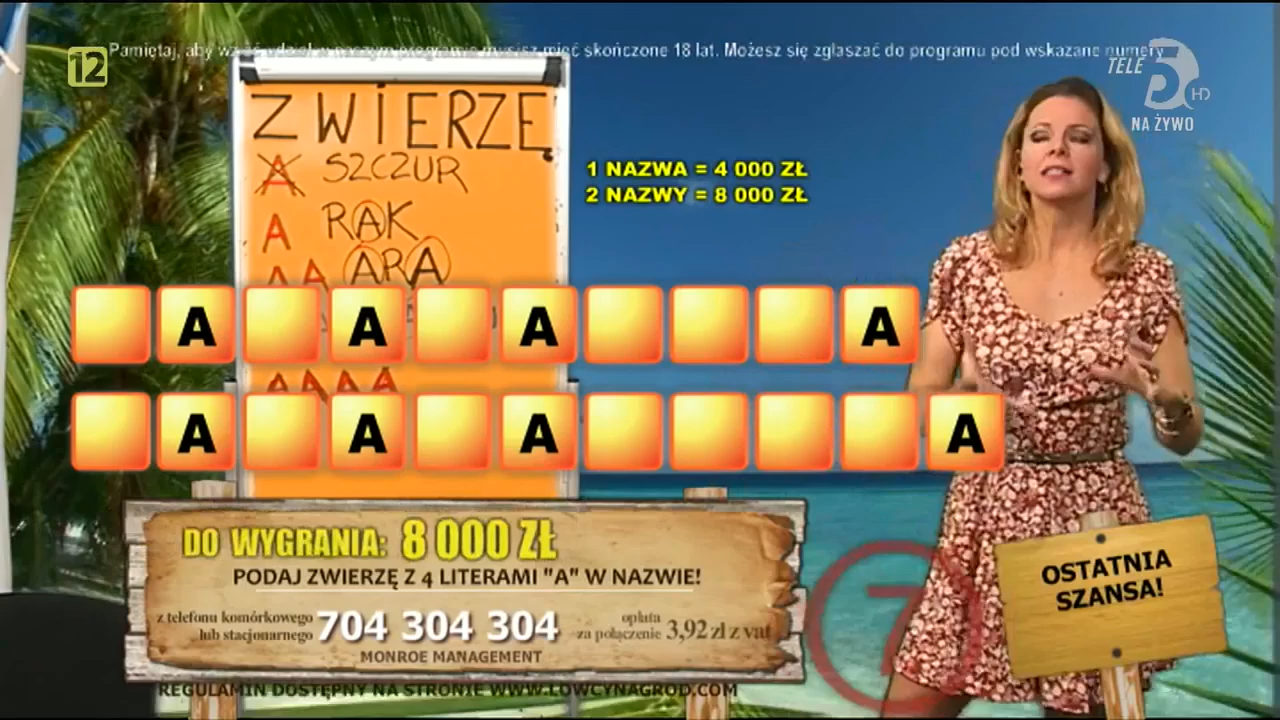 Pamiętaj, aby wziąć udział w naszym programie musisz mieć skończone 18 lat. Możesz się zgłaszać do programu pod wskazane numery
12
TELE 5 HD
NA ŻYWO
ZWIERZĘ
A SZCZUR
A RAK
A A ARA
1 NAZWA = 4 000 ZŁ
2 NAZWY = 8 000 ZŁ
A A A A
A A A A
A A A A
DO WYGRANIA: 8 000 ZŁ
PODAJ ZWIERZĘ Z 4 LITERAMI "A" W NAZWIE!
z telefonu komórkowego
lub stacjonarnego
704 304 304
opłata
za połączenie 3,92 zł z vat
MONROE MANAGEMENT
REGULAMIN DOSTĘPNY NA STRONIE WWW.LOWCYNAGROD.COM
7
OSTATNIA
SZANSA!